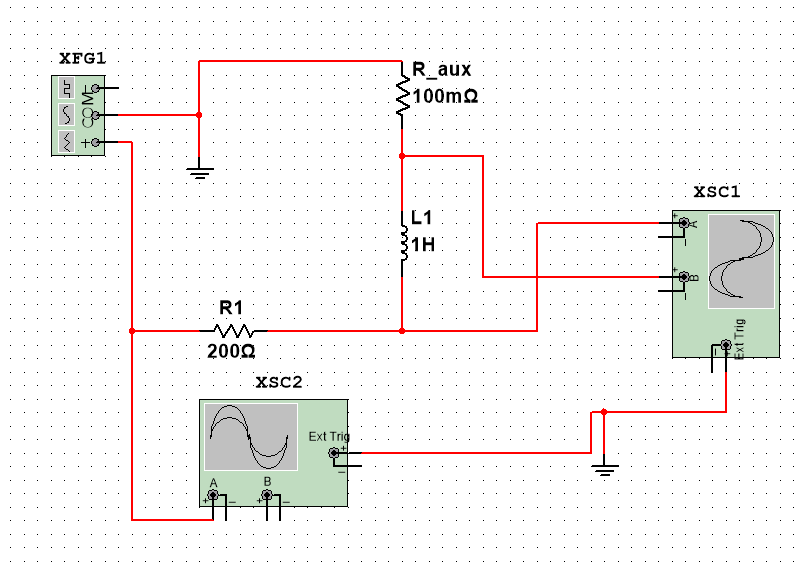 XFG1
COM
+
R_aux
100mΩ
L1
1H
XSC1
+
A
−
+
B
−
Ext Trig
+
−
R1
200Ω
XSC2
Ext Trig
+
−
A
B
+
−
+
−